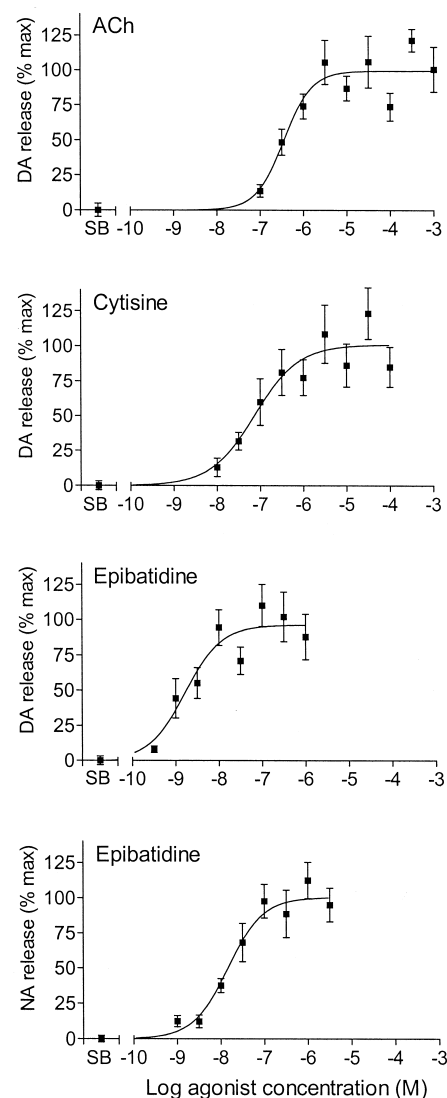 ACh
DA release (% max)
125
100
75
50
25
0
SB -10 -9 -8 -7 -6 -5 -4 -3
Cytisine
DA release (% max)
125
100
75
50
25
0
SB -10 -9 -8 -7 -6 -5 -4 -3
Epibatidine
DA release (% max)
125
100
75
50
25
0
SB -10 -9 -8 -7 -6 -5 -4 -3
Epibatidine
NA release (% max)
125
100
75
50
25
0
SB -10 -9 -8 -7 -6 -5 -4 -3
Log agonist concentration (M)